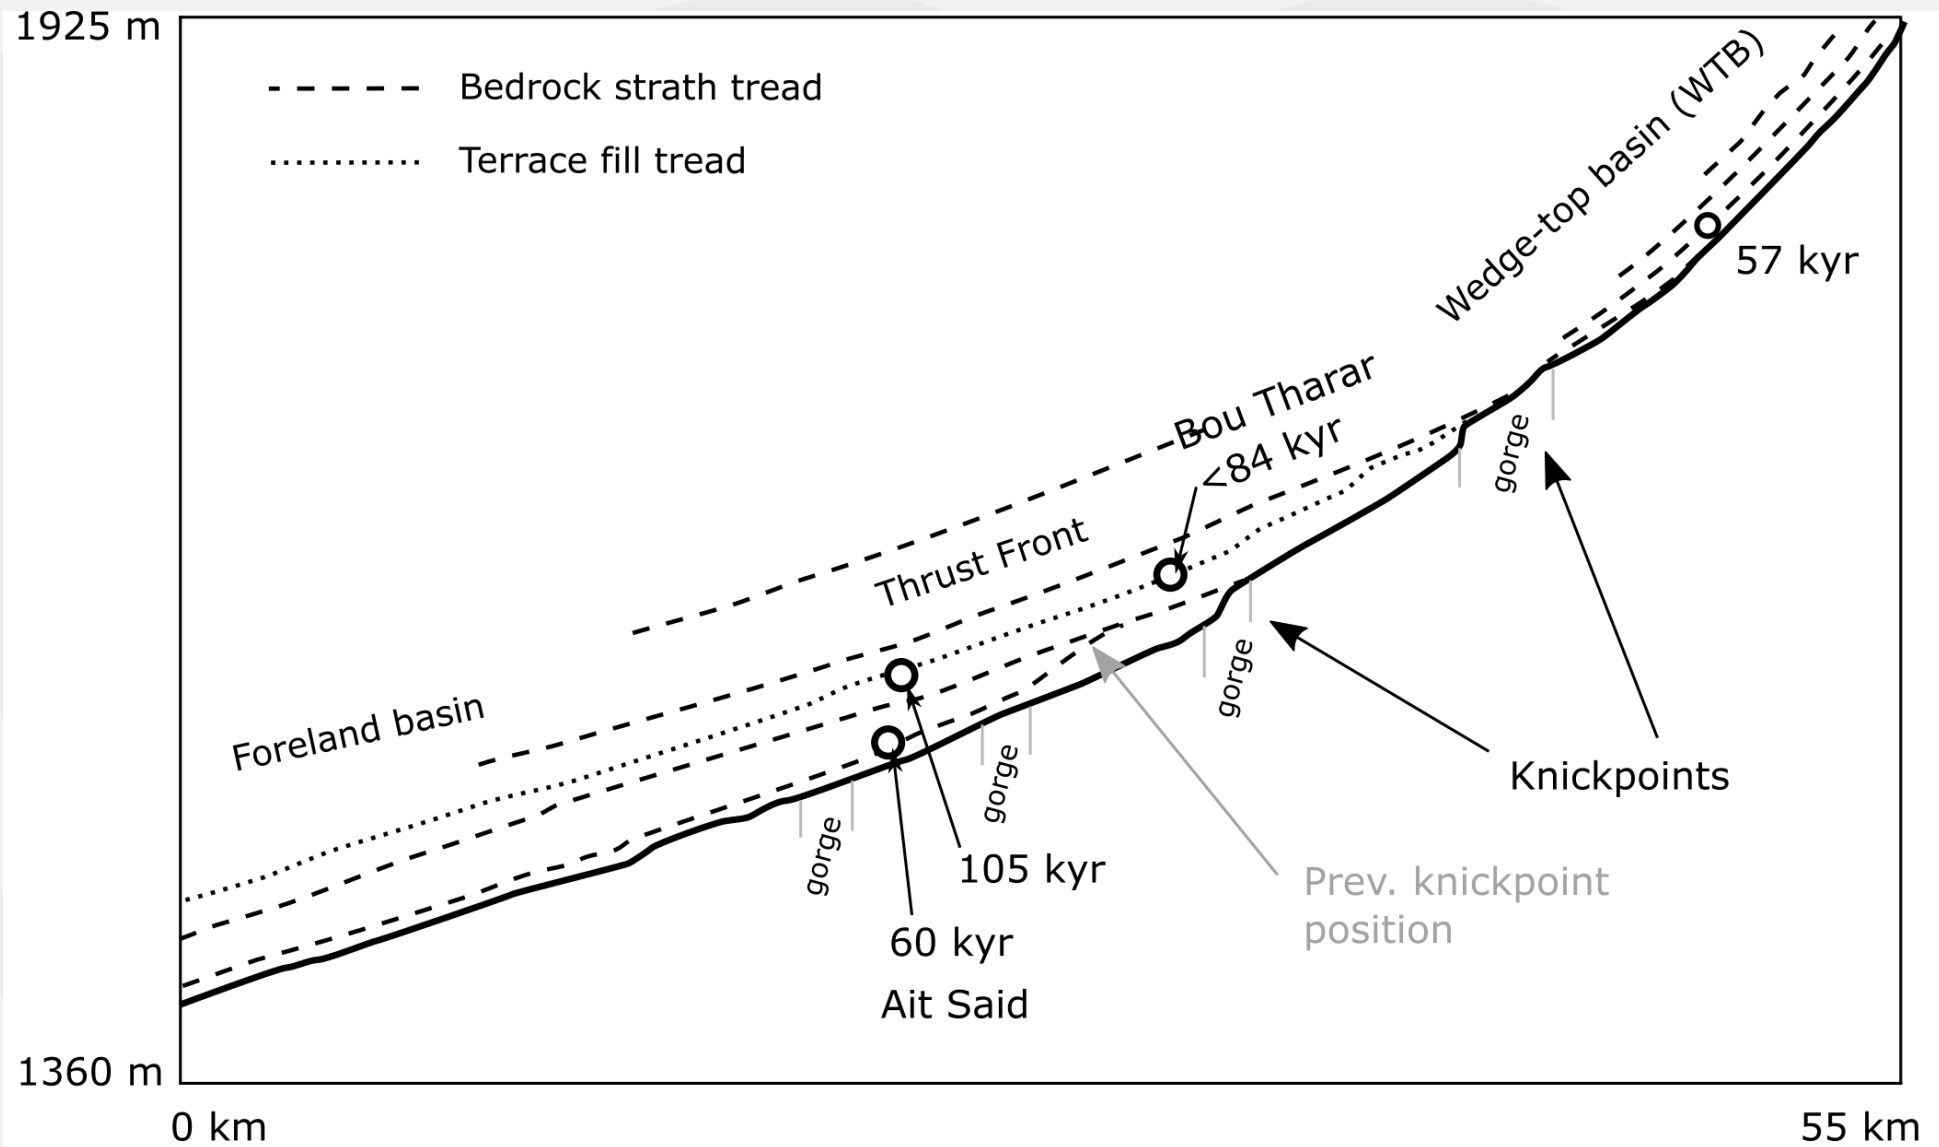 1925 m
Bedrock strath tread
Terrace fill tread
Wedge-top basin (WTB)
57 kyr
Bou Tharar
<84 kyr
Thrust Front
Foreland basin
gorge
gorge
gorge
gorge
Knickpoints
105 kyr
Prev. knickpoint
position
60 kyr
Ait Said
1360 m
0 km
55 km